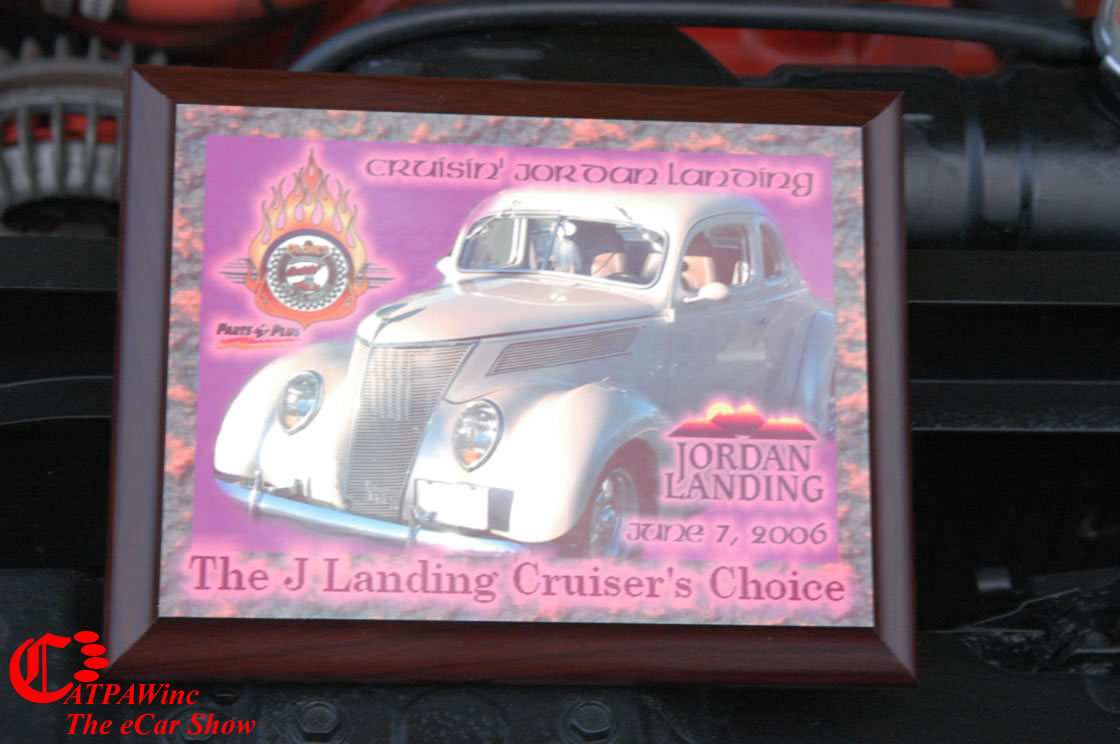 Cruisin' Jordan Landing
PARTS n' PLUS
JORDAN
LANDING
June 7, 2006
The J Landing Cruiser's Choice
CATPAWinc
The eCar Show